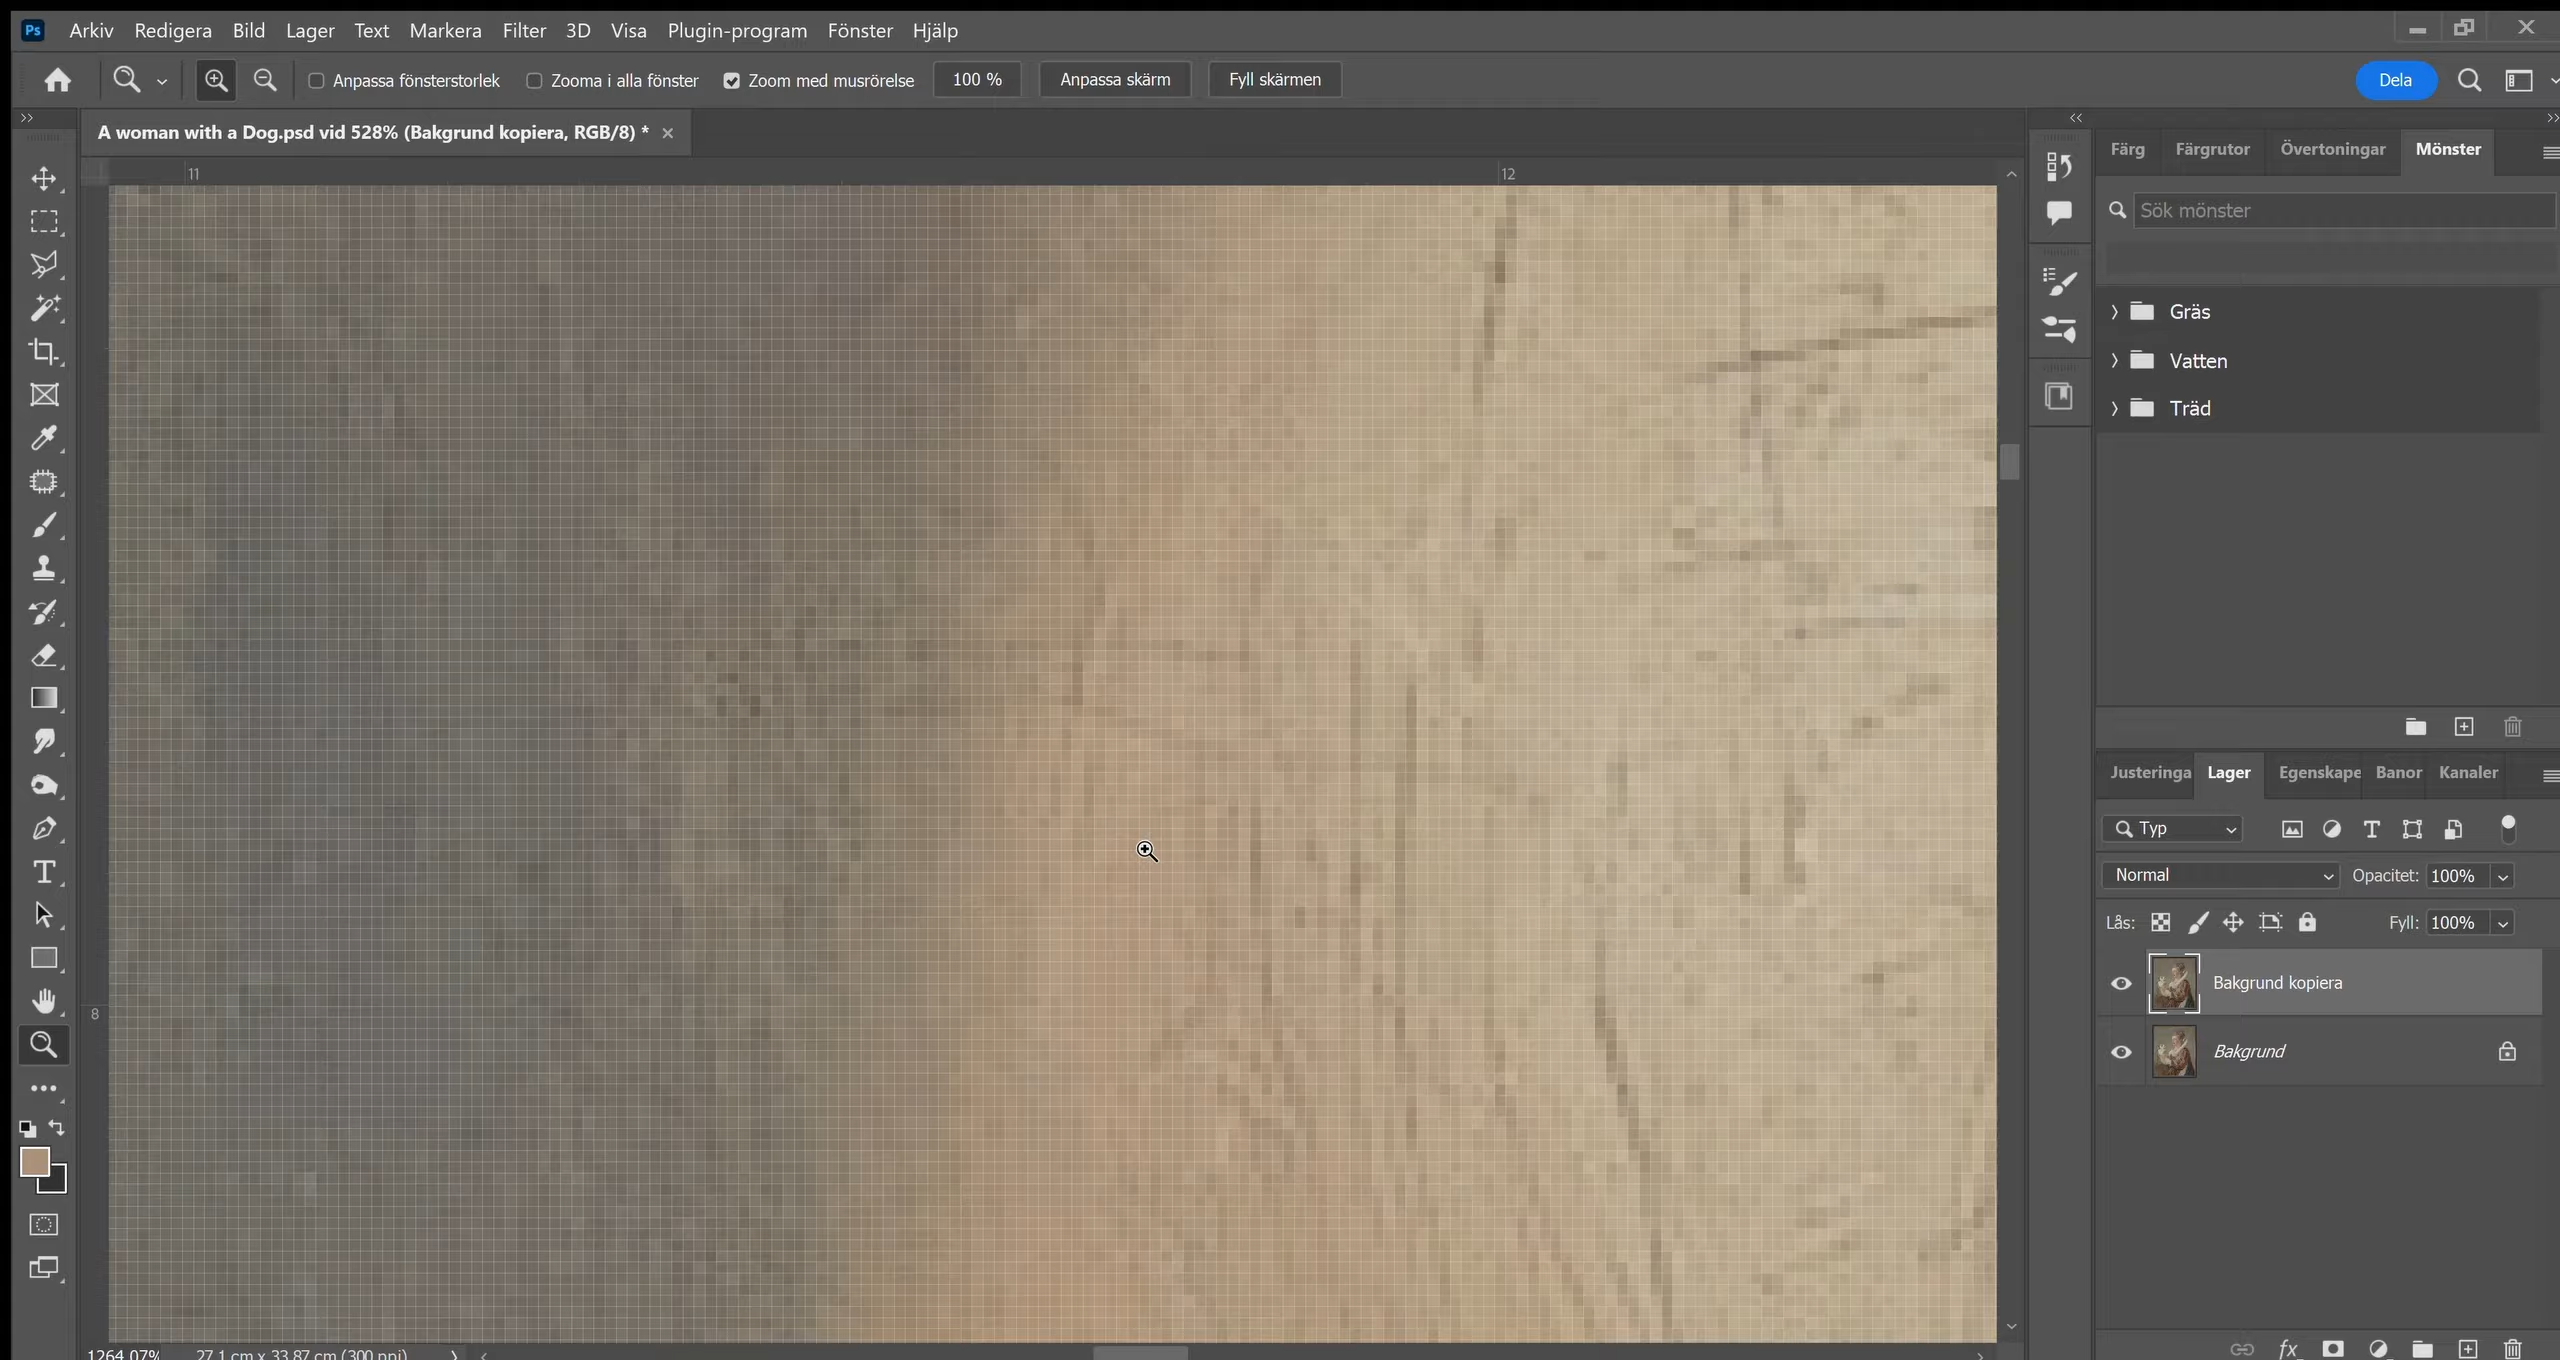 Ps Arkiv Redigera Bild Lager Text Markera Filter 3D Visa Plugin-program Fönster Hjälp
Anpassa fönsterstorlek Zooma i alla fönster Zoom med musrörelse 100 % Anpassa skärm Fyll skärmen Dela
A woman with a Dog.psd vid 528% (Bakgrund kopiera, RGB/8) *
11 12
8
Färg Färgrutor Övertoningar Mönster
Sök mönster
Gräs
Vatten
Träd
Justeringa Lager Egenskape Banor Kanaler
Typ
Normal Opacitet: 100%
Lås: Fyll: 100%
Bakgrund kopiera
Bakgrund
fx
1264,07% 27,1 cm x 33,87 cm (300 ppi)